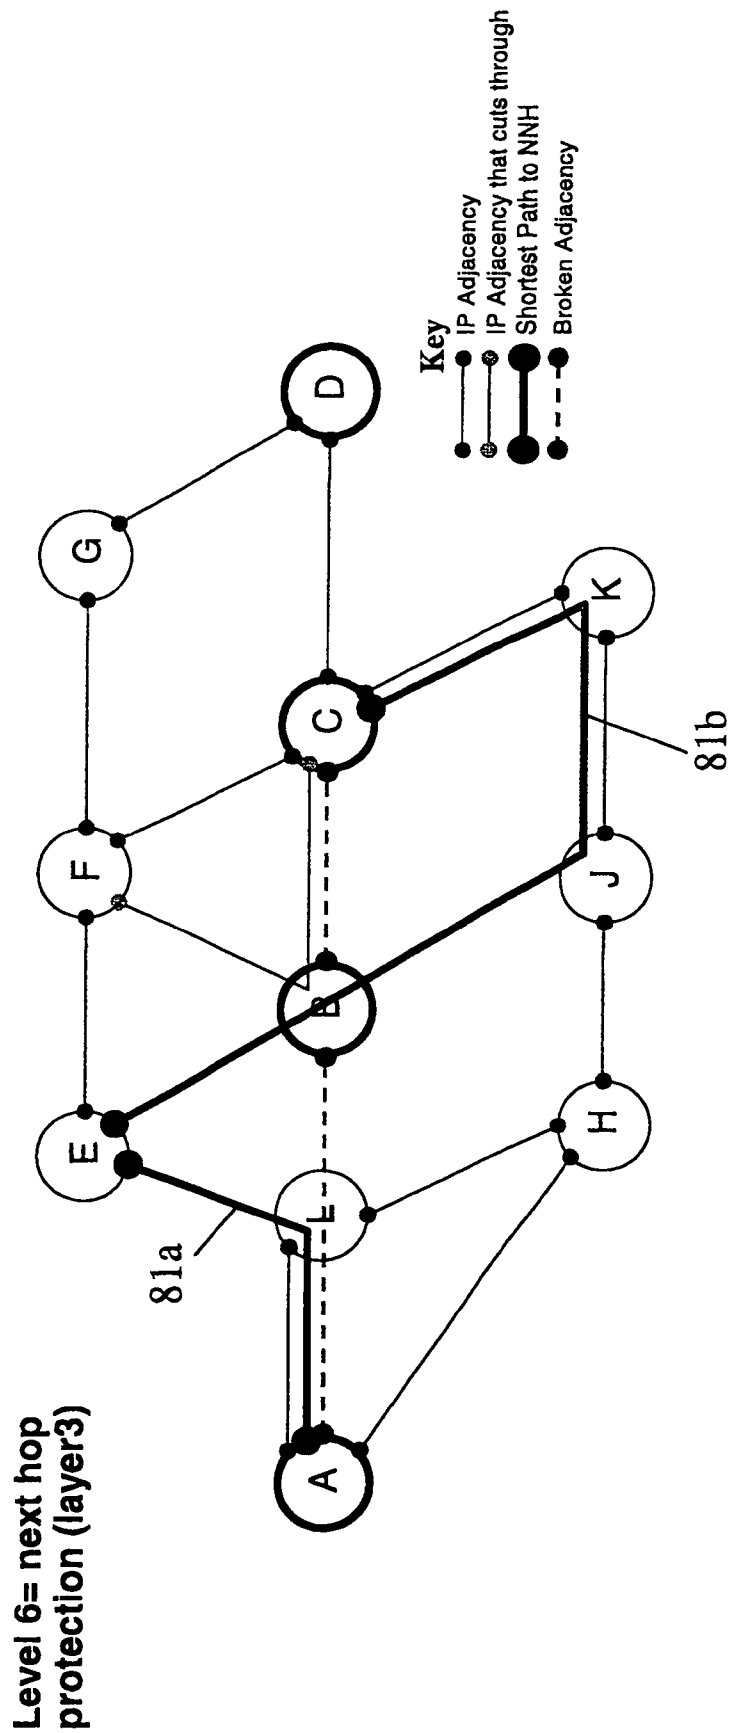 Level 6= next hop
protection (layer3)
E
F
G
81a
A
L
B
C
D
H
J
K
81b
Key
IP Adjacency
IP Adjacency that cuts through
Shortest Path to NNH
Broken Adjacency